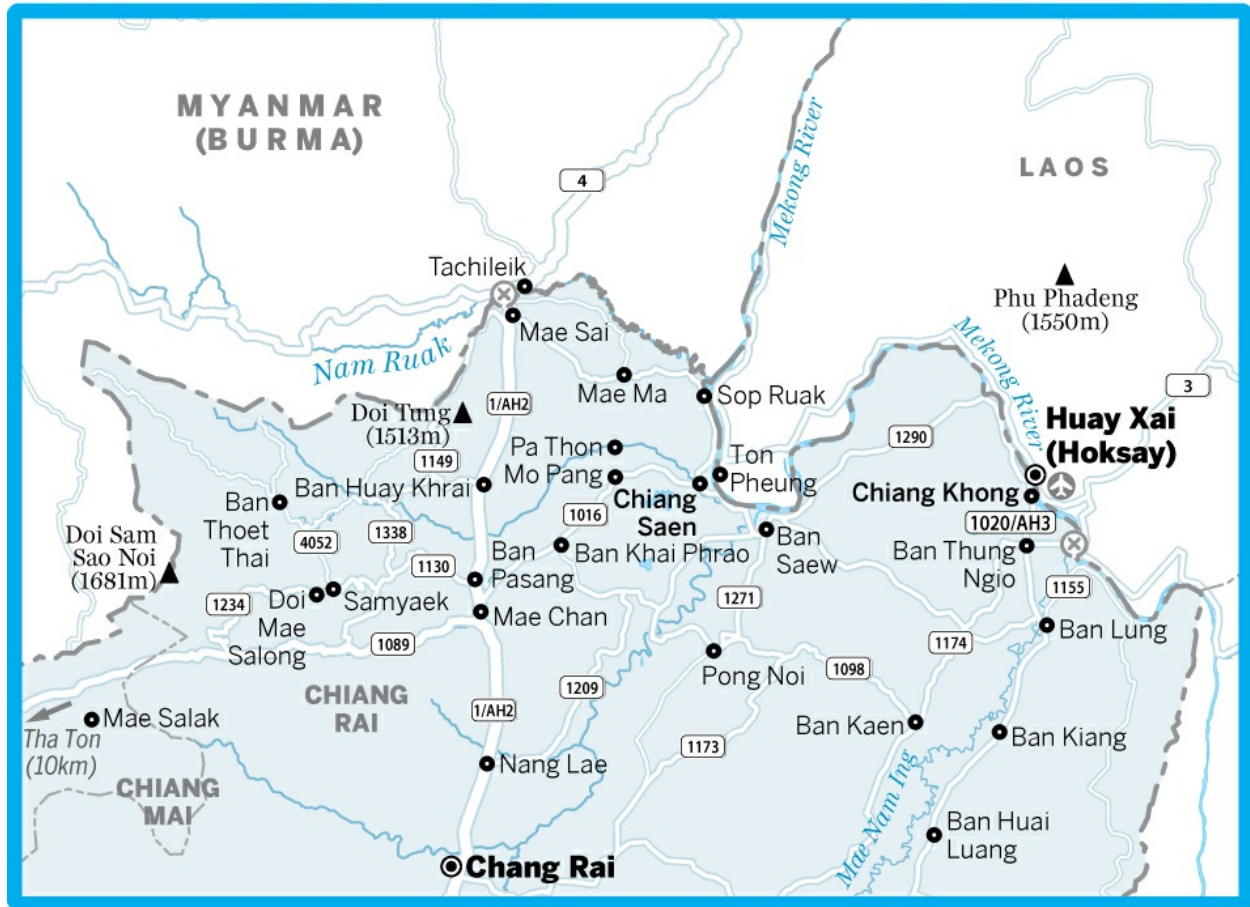 MYANMAR
(BURMA)
LAOS
4
Mekong River
Tachileik
Phu Phadeng
(1550m)
Mae Sai
Nam Ruak
Mekong River
Mae Ma
Sop Ruak
3
1/AH2
Doi Tung
(1513m)
Huay Xai
(Hoksay)
1290
Pa Thon
1149
Mo Pang
Ton
Pheung
Ban Huay Khrai
Chiang
Saen
Chiang Khong
Ban
Thoet
Thai
1016
1020/AH3
4052
1338
Ban Khai Phrao
Ban
Saew
Ban Thung
Ngio
Doi Sam
Sao Noi
(1681m)
1130
Ban
Pasang
1155
1234
Doi
Mae
Salong
Samyaek
1271
Mae Chan
Ban Lung
1089
1174
Pong Noi
1098
CHIANG
RAI
1209
1/AH2
Mae Salak
Ban Kaen
Ban Kiang
Tha Ton
(10km)
1173
Nang Lae
CHIANG
MAI
Mae Nam Ing
Ban Huai
Luang
Chang Rai